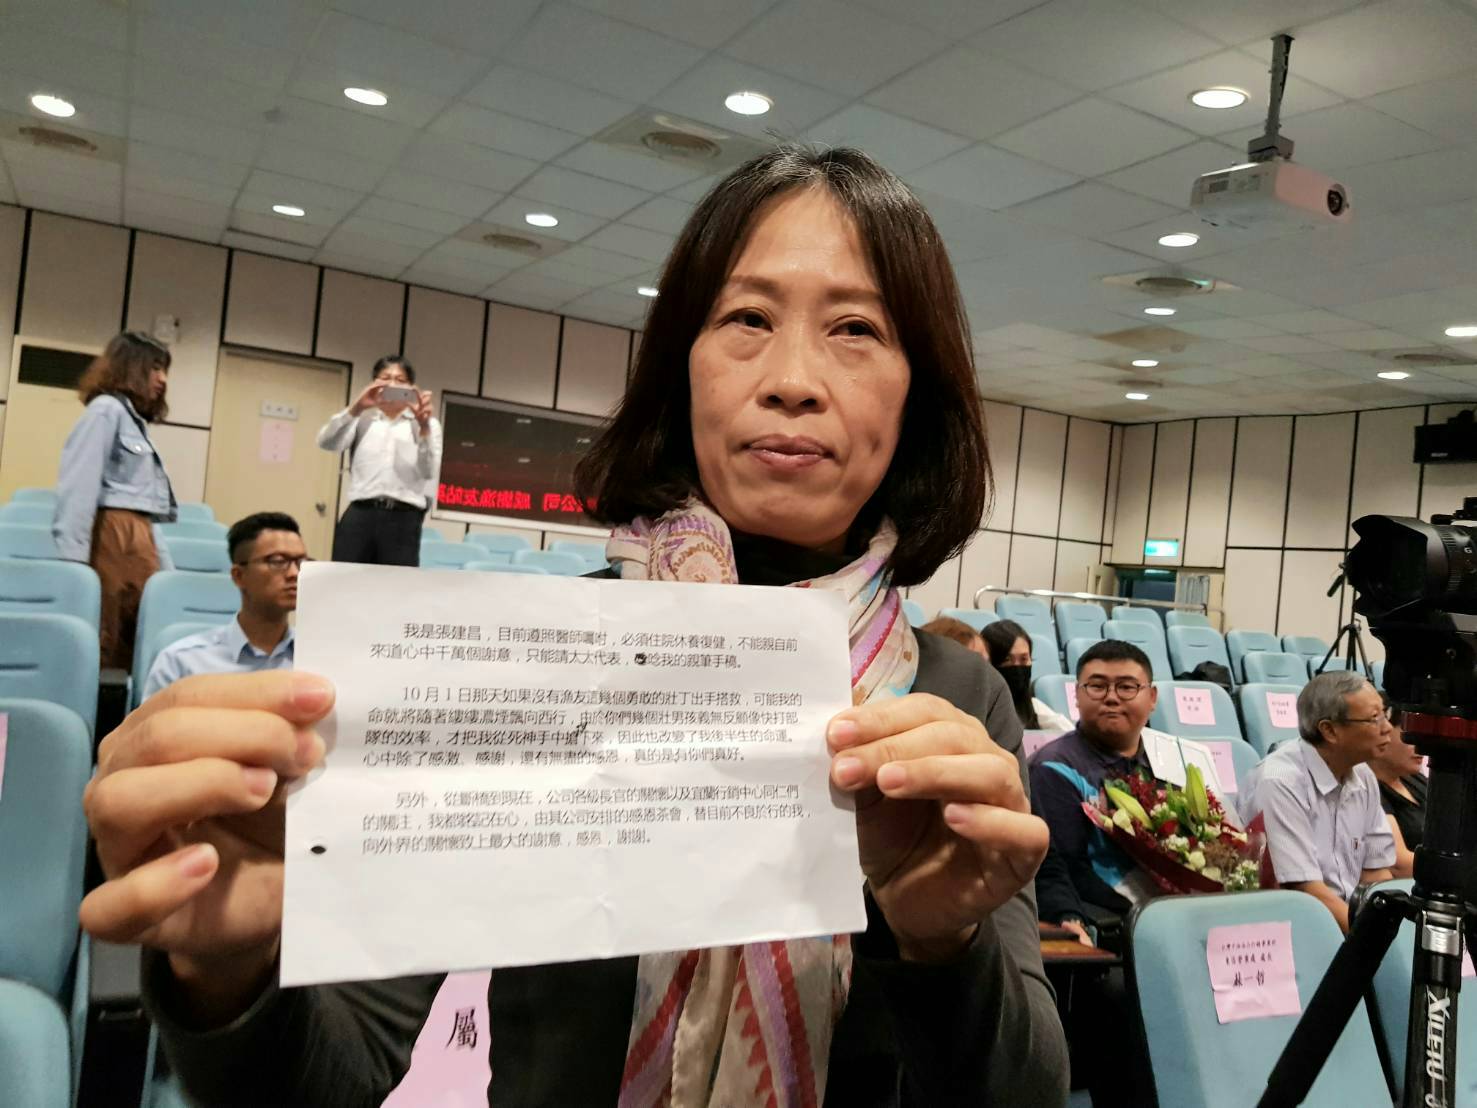 我是張建昌，目前遵照醫師囑咐，必須住院休養復健，不能親自前
來道心中千萬個謝意，只能請太太代表，唸我的親筆手稿。
10月1日那天如果沒有漁友這幾個勇敢的壯丁出手搭救，可能我的
命就將隨著縷縷濃煙飄向西行，由於你們幾個壯男孩義無反顧像快打部
隊的效率，才把我從死神手中搶下來，因此也改變了我後半生的命運。
心中除了感激、感謝，還有無盡的感恩，真的是有你們真好。
另外，從斷橋到現在，公司各級長官的關懷以及宜蘭行銷中心同仁們
的關注，我都銘記在心，由其公司安排的感恩茶會，替目前不良於行的我，
向外界的關懷致上最大的謝意，感恩，謝謝。
公司 感謝漁友站
屬
林一
XILETU